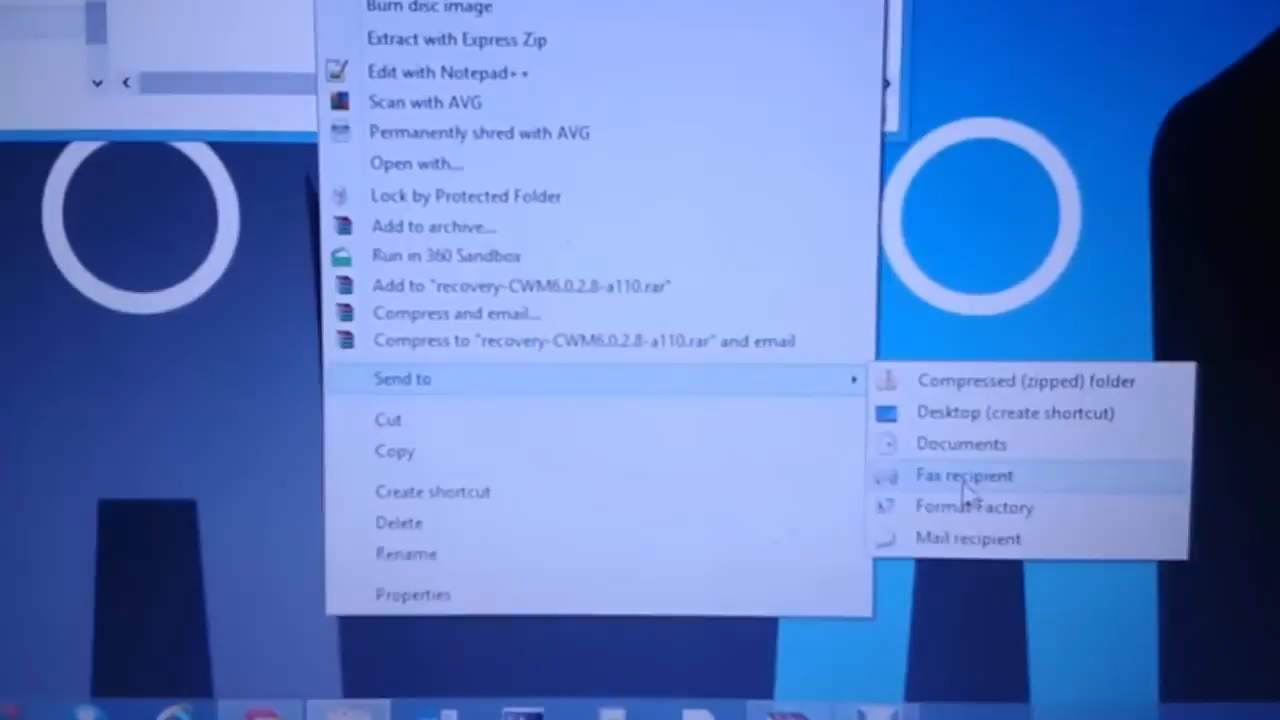 Burn disc image
Extract with Express Zip
Edit with Notepad++
Scan with AVG
Permanently shred with AVG
Open with...
Lock by Protected Folder
Add to archive...
Run in 360 Sandbox
Add to "recovery-CWM6.0.2.8-a110.rar"
Compress and email...
Compress to "recovery-CWM6.0.2.8-a110.rar" and email
Send to
Compressed (zipped) folder
Desktop (create shortcut)
Documents
Fax recipient
Format Factory
Mail recipient
Cut
Copy
Create shortcut
Delete
Rename
Properties